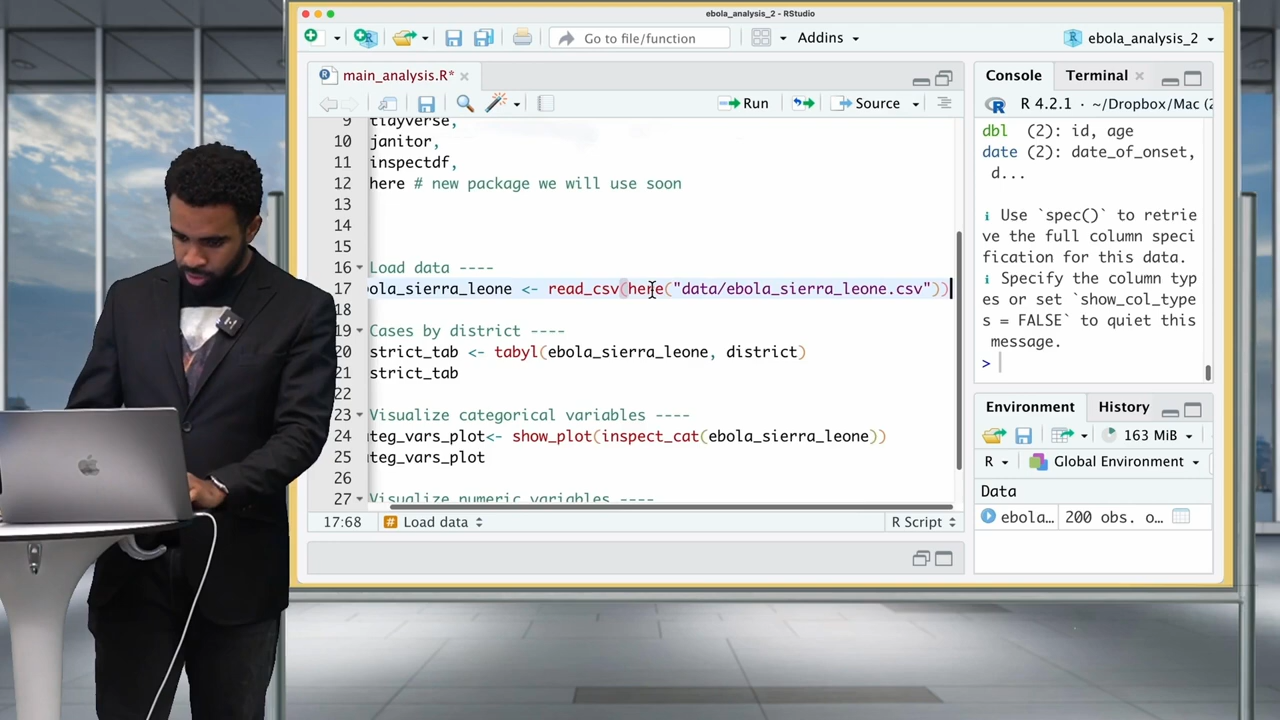 ebola_analysis_2 - RStudio
Go to file/function
Addins
ebola_analysis_2
main_analysis.R*
Run
Source
9 tidyverse,
10 janitor,
11 inspectdf,
12 here # new package we will use soon
13
14
15
16 Load data ----
17 ola_sierra_leone <- read_csv(here("data/ebola_sierra_leone.csv"))
18
19 Cases by district ----
20 strict_tab <- tabyl(ebola_sierra_leone, district)
21 strict_tab
22
23 Visualize categorical variables ----
24 teg_vars_plot<- show_plot(inspect_cat(ebola_sierra_leone))
25 teg_vars_plot
26
27 Visualize numeric variables ----
17:68
# Load data
R Script
Console
Terminal
R 4.2.1 · ~/Dropbox/Mac (2
dbl (2): id, age
date (2): date_of_onset,
d...
i Use `spec()` to retrie
ve the full column speci
fication for this data.
i Specify the column typ
es or set `show_col_type
s = FALSE` to quiet this
message.
>
Environment
History
163 MiB
R
Global Environment
Data
ebola…
200 obs. o…